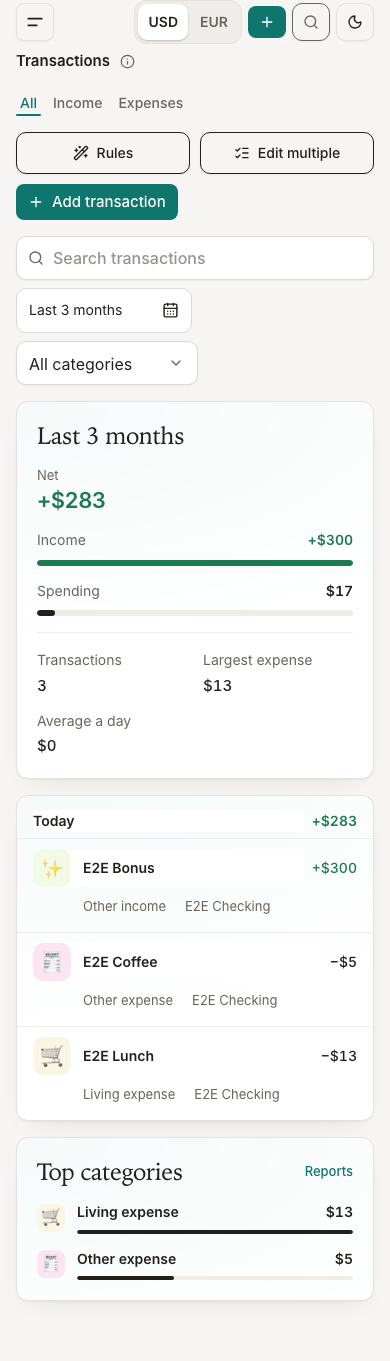 USD EUR
Transactions
All Income Expenses
Rules Edit multiple
Add transaction
Search transactions
Last 3 months
All categories
Last 3 months
Net
+$283
Income +$300
Spending $17
Transactions Largest expense
3 $13
Average a day
$0
Today +$283
E2E Bonus +$300
Other income E2E Checking
E2E Coffee −$5
Other expense E2E Checking
E2E Lunch −$13
Living expense E2E Checking
Top categories Reports
Living expense $13
Other expense $5